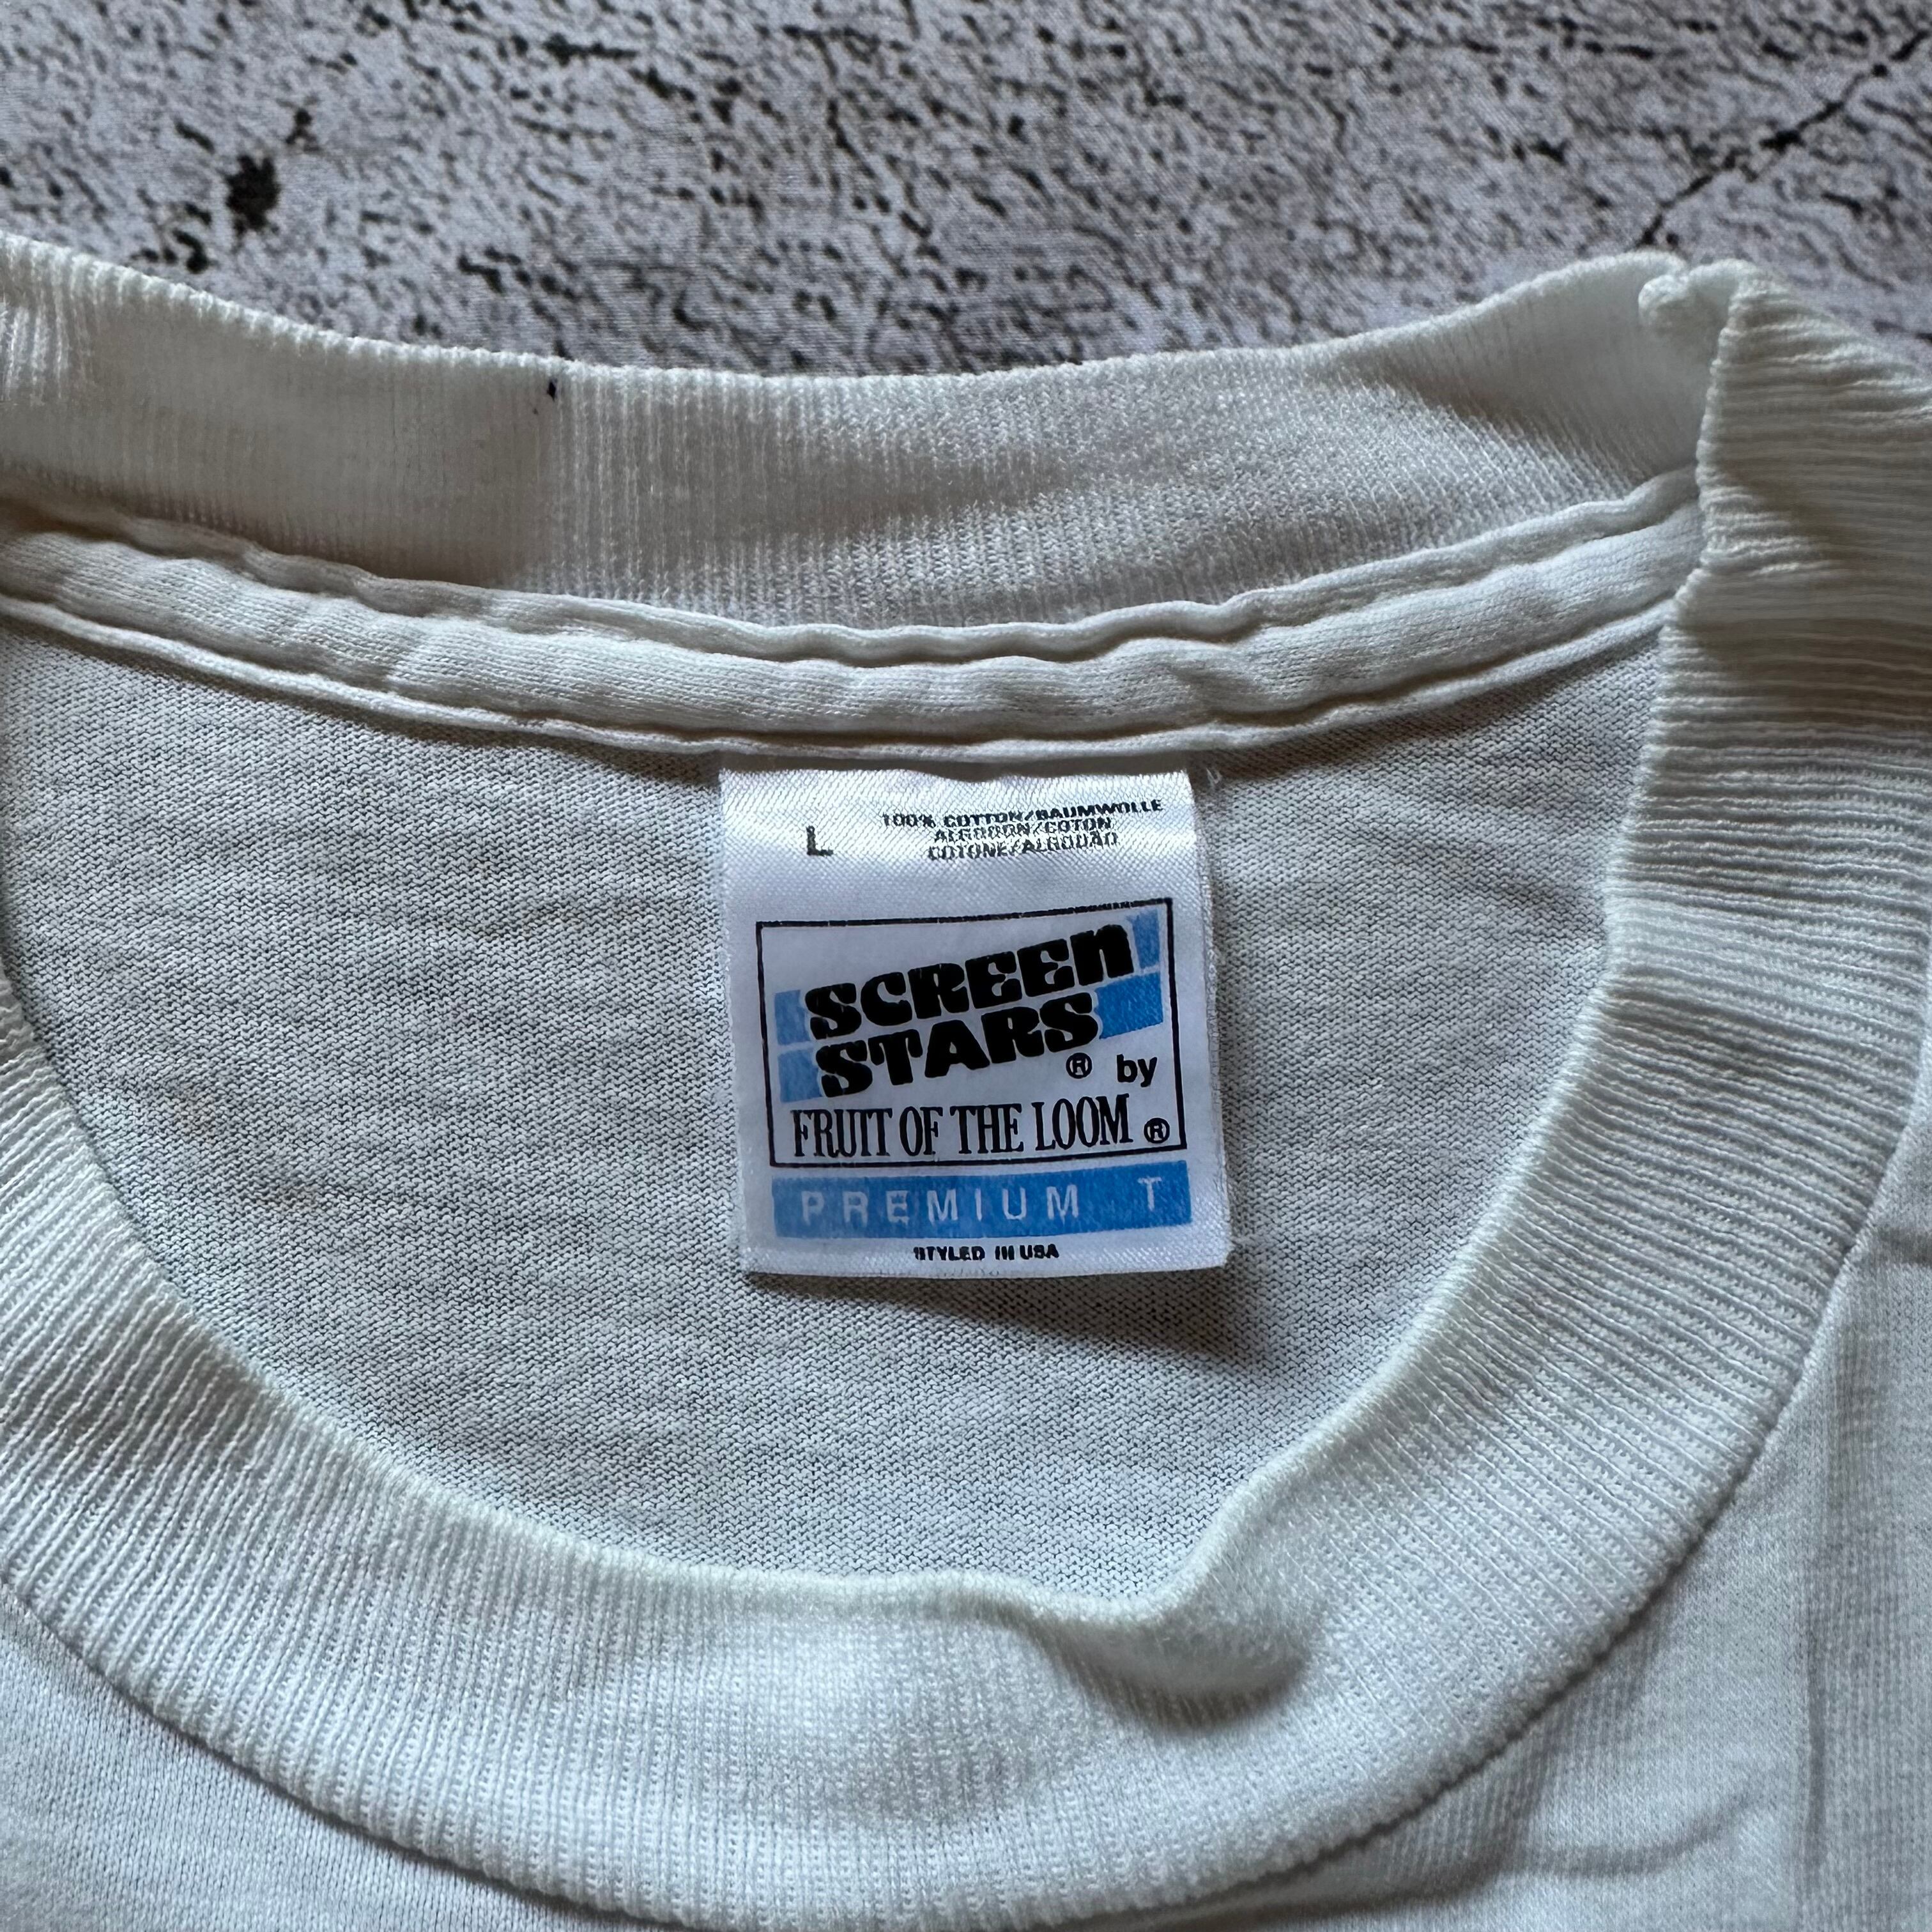 L
100% COTTON/BAUMWOLLE
ALGODON/COTON
COTONE/ALGODÃO
SCREEN
STARS ® by
FRUIT OF THE LOOM ®
PREMIUM T
STYLED IN USA